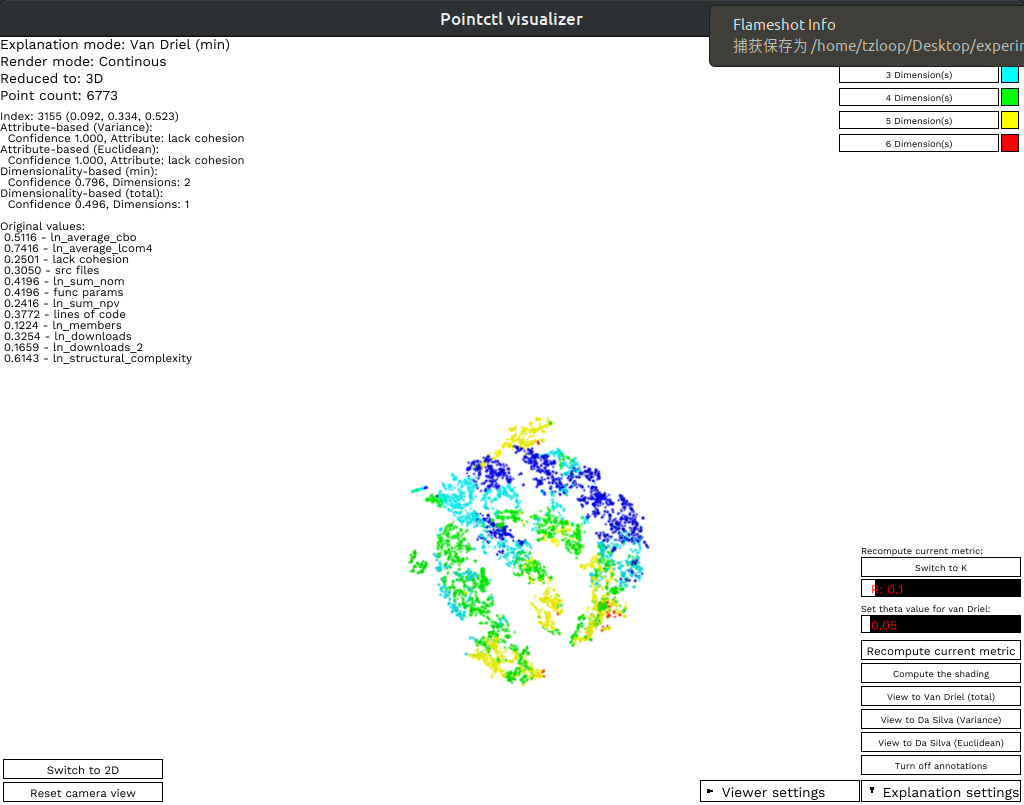 Pointctl visualizer
Flameshot Info
捕获保存为 /home/tzloop/Desktop/experim
Explanation mode: Van Driel (min)
Render mode: Continous
Reduced to: 3D
Point count: 6773
Index: 3155 (0.092, 0.334, 0.523)
Attribute-based (Variance):
Confidence 1.000, Attribute: lack cohesion
Attribute-based (Euclidean):
Confidence 1.000, Attribute: lack cohesion
Dimensionality-based (min):
Confidence 0.796, Dimensions: 2
Dimensionality-based (total):
Confidence 0.496, Dimensions: 1
Original values:
0.5116 - ln_average_cbo
0.7416 - ln_average_lcom4
0.2501 - lack cohesion
0.3050 - src files
0.4196 - ln_sum_nom
0.4196 - func params
0.2416 - ln_sum_npv
0.3772 - lines of code
0.1224 - ln_members
0.3254 - ln_downloads
0.1659 - ln_downloads_2
0.6143 - ln_structural_complexity
3 Dimension(s)
4 Dimension(s)
5 Dimension(s)
6 Dimension(s)
Recompute current metric:
Switch to K
R: 0.1
Set theta value for van Driel:
0.05
Recompute current metric
Compute the shading
View to Van Driel (total)
View to Da Silva (Variance)
View to Da Silva (Euclidean)
Turn off annotations
Switch to 2D
Reset camera view
Viewer settings
Explanation settings